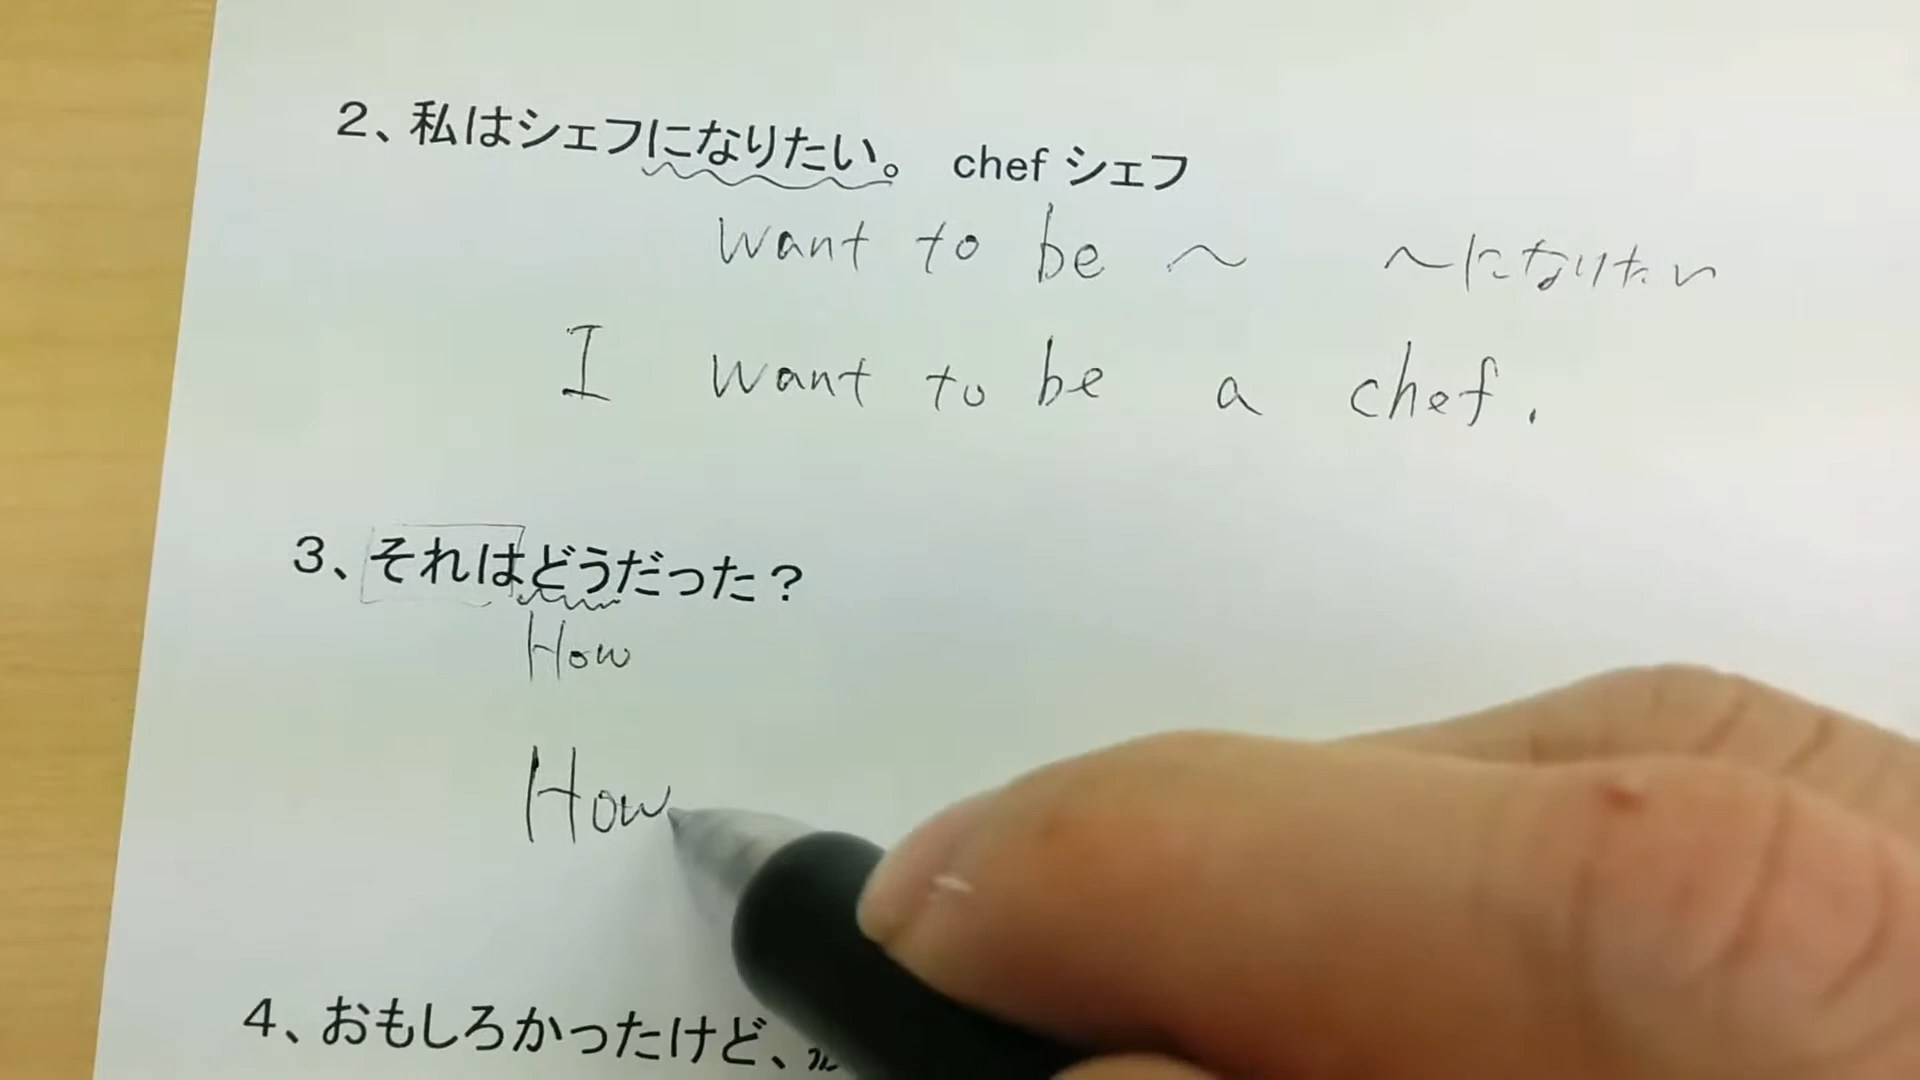 2、私はシェフになりたい。 chef シェフ
want to be ～ ～になりたい
I want to be a chef.
3、それはどうだった？
How
How
4、おもしろかったけど、